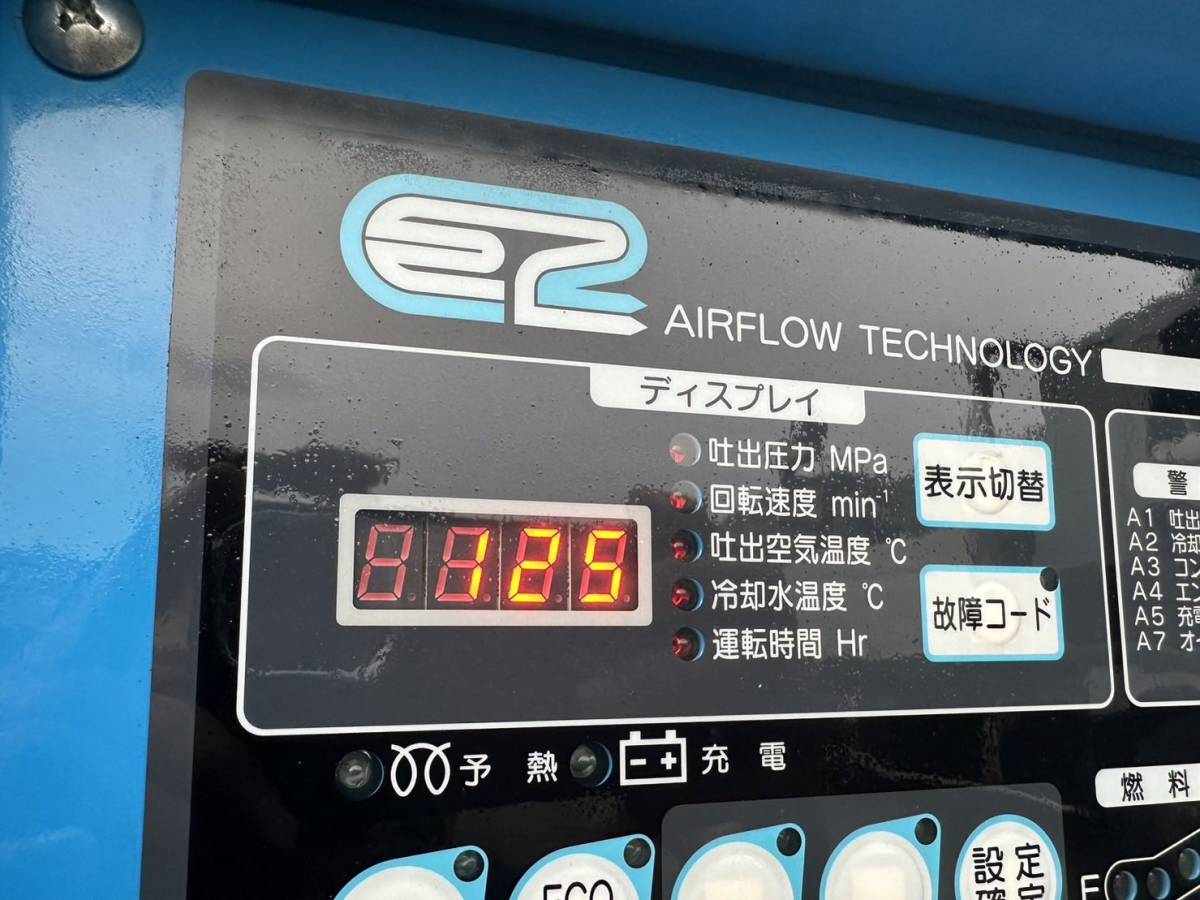 e2
AIRFLOW TECHNOLOGY
ディスプレイ
吐出圧力 MPa
回転速度 min⁻¹
吐出空気温度 ℃
冷却水温度 ℃
運転時間 Hr
125
表示切替
故障コード
警
A1 吐出
A2 冷却
A3 コン
A4 エン
A5 充電
A7 オイ
予熱
充電
燃料
ECO
設定
E